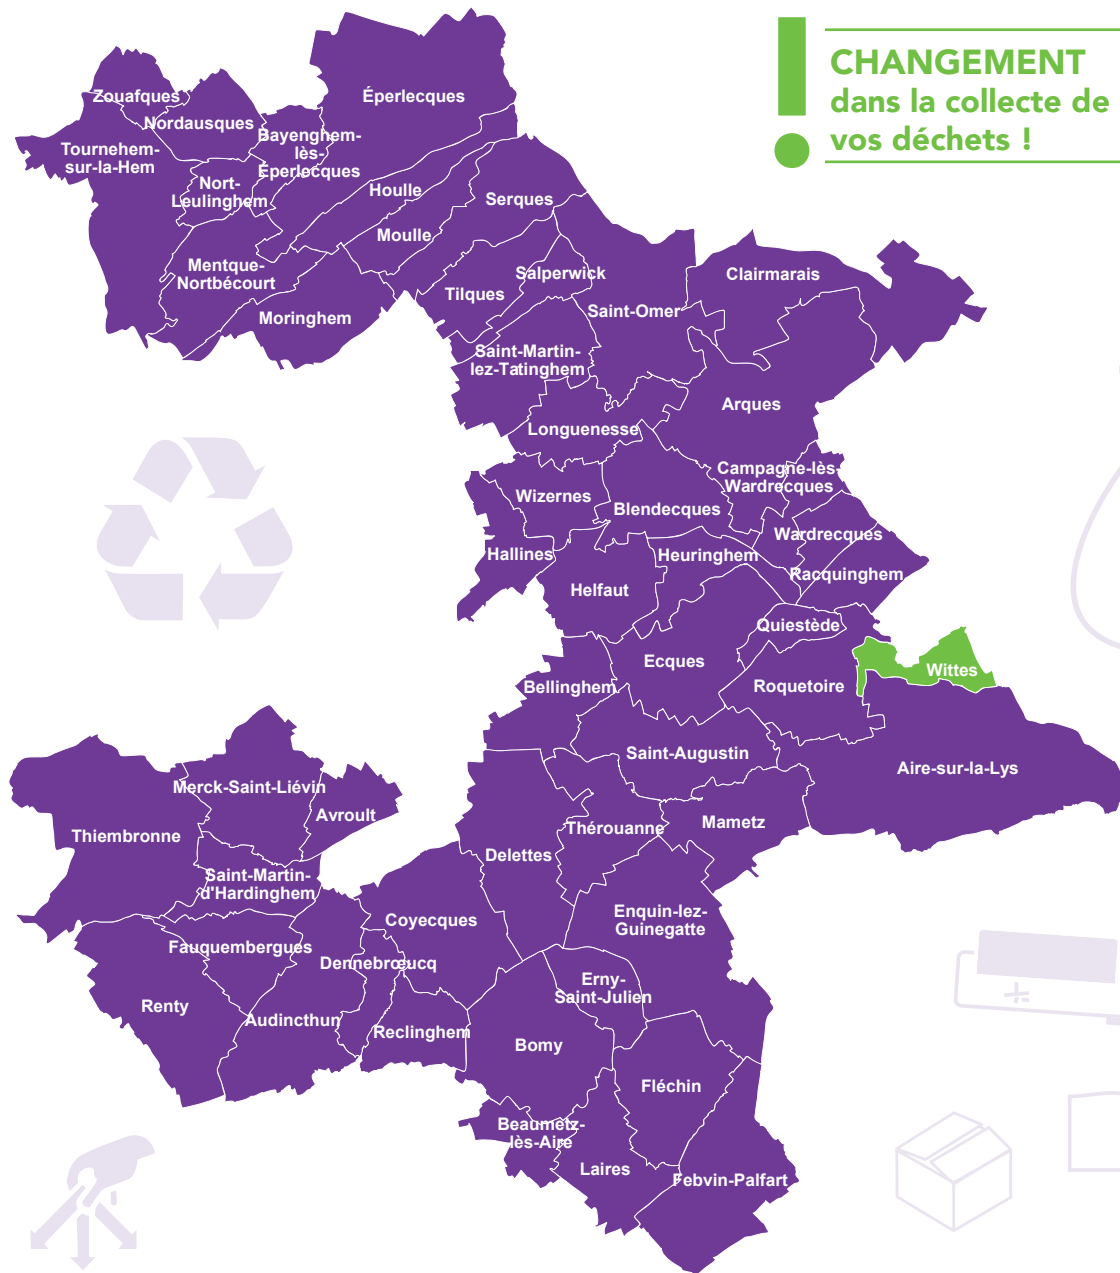 CHANGEMENT
dans la collecte de
vos déchets !
Éperlecques
Zouafques
Nordausques
Bayenghem-
lès-
Éperlecques
Tournehem-
sur-la-Hem
Nort-
Leulinghem
Houlle
Serques
Moulle
Mentque-
Nortbécourt
Salperwick
Clairmarais
Tilques
Saint-Omer
Moringhem
Saint-Martin-
lez-Tatinghem
Arques
Longuenesse
Campagne-lès-
Wardrecques
Wizernes
Blendecques
Wardrecques
Hallines
Heuringhem
Racquinghem
Helfaut
Quiestède
Ecques
Wittes
Bellinghem
Roquetoire
Saint-Augustin
Aire-sur-la-Lys
Merck-Saint-Liévin
Avroult
Thiembronne
Thérouanne
Mametz
Delettes
Saint-Martin-
d'Hardinghem
Coyecques
Enquin-lez-
Guinegatte
Fauquembergues
Dennebrœucq
Erny-
Saint-Julien
Renty
Audincthun
Reclinghem
Bomy
Fléchin
Beaumetz-
lès-Aire
Laires
Febvin-Palfart